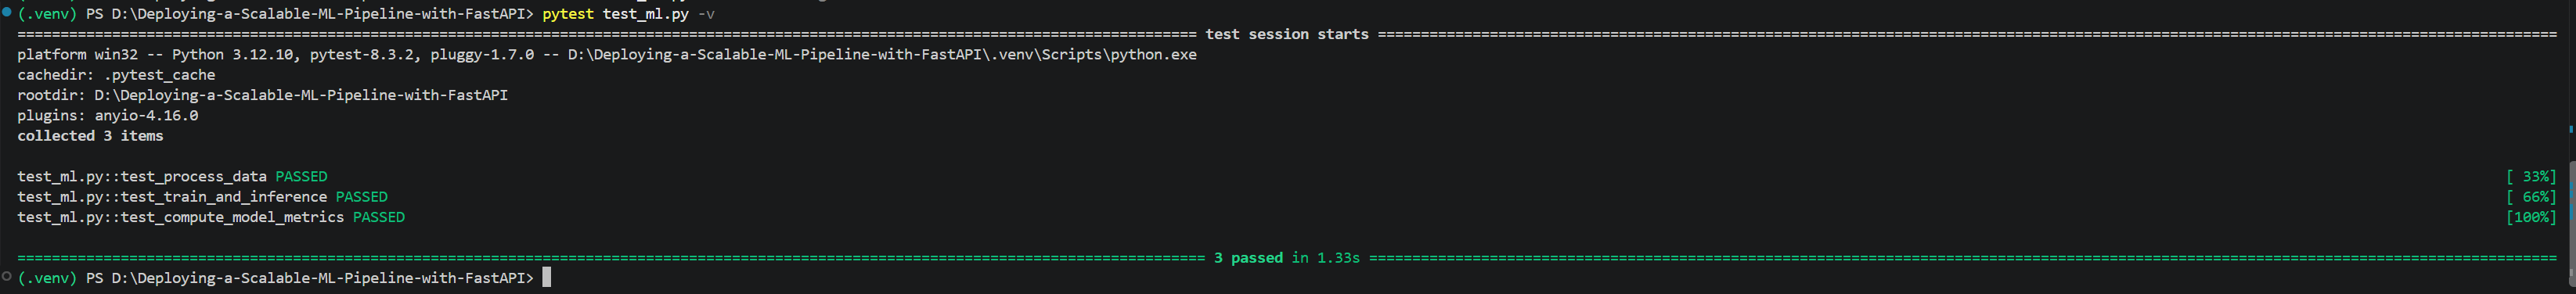 (.venv) PS D:\Deploying-a-Scalable-ML-Pipeline-with-FastAPI> pytest test_ml.py -v
============================================ test session starts ============================================
platform win32 -- Python 3.12.10, pytest-8.3.2, pluggy-1.7.0 -- D:\Deploying-a-Scalable-ML-Pipeline-with-FastAPI\.venv\Scripts\python.exe
cachedir: .pytest_cache
rootdir: D:\Deploying-a-Scalable-ML-Pipeline-with-FastAPI
plugins: anyio-4.16.0
collected 3 items
test_ml.py::test_process_data PASSED [ 33%]
test_ml.py::test_train_and_inference PASSED [ 66%]
test_ml.py::test_compute_model_metrics PASSED [100%]
============================================ 3 passed in 1.33s ============================================
(.venv) PS D:\Deploying-a-Scalable-ML-Pipeline-with-FastAPI>